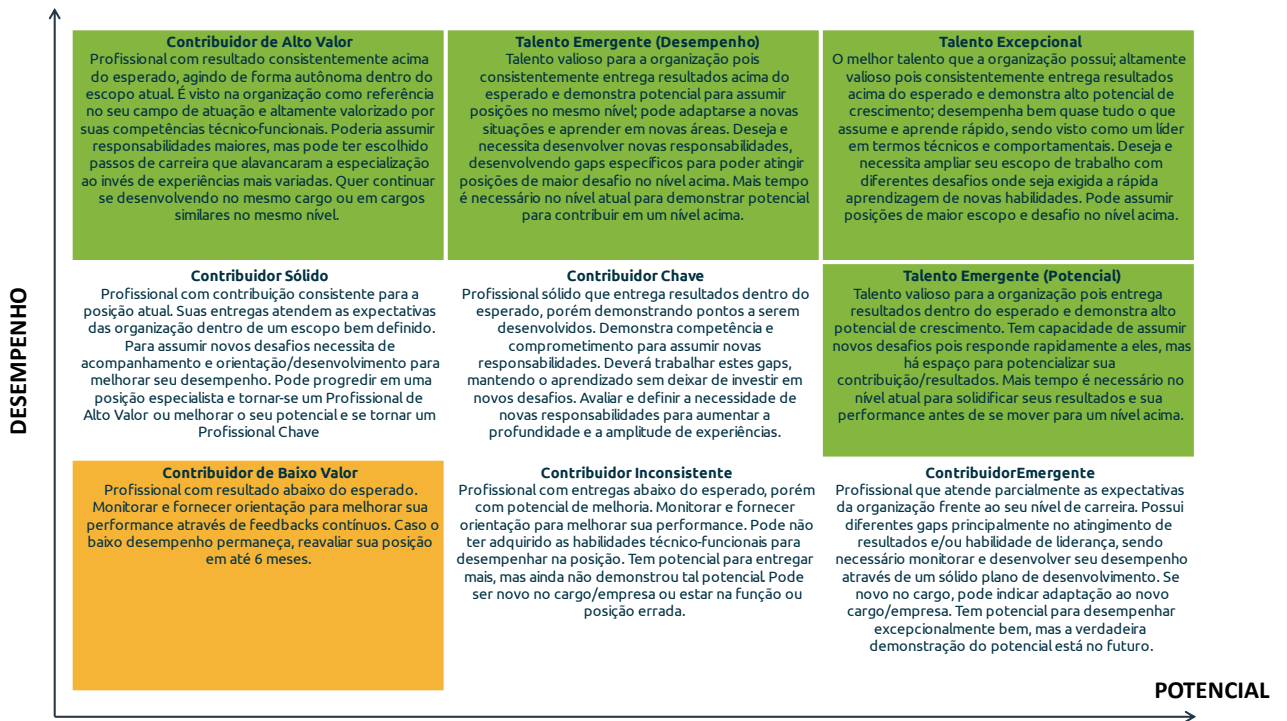 DESEMPENHO
Contribuidor de Alto Valor
Profissional com resultado consistentemente acima
do esperado, agindo de forma autônoma dentro do
escopo atual. É visto na organização como referência
no seu campo de atuação e altamente valorizado por
suas competências técnico-funcionais. Poderia assumir
responsabilidades maiores, mas pode ter escolhido
passos de carreira que alavancaram a especialização
ao invés de experiências mais variadas. Quer continuar
se desenvolvendo no mesmo cargo ou em cargos
similares no mesmo nível.
Talento Emergente (Desempenho)
Talento valioso para a organização pois
consistentemente entrega resultados acima do
esperado e demonstra potencial para assumir
posições no mesmo nível; pode adaptarse a novas
situações e aprender em novas áreas. Deseja e
necessita desenvolver novas responsabilidades,
desenvolvendo gaps específicos para poder atingir
posições de maior desafio no nível acima. Mais tempo
é necessário no nível atual para demonstrar potencial
para contribuir em um nível acima.
Talento Excepcional
O melhor talento que a organização possui; altamente
valioso pois consistentemente entrega resultados
acima do esperado e demonstra alto potencial de
crescimento; desempenha bem quase tudo o que
assume e aprende rápido, sendo visto como um líder
em termos técnicos e comportamentais. Deseja e
necessita ampliar seu escopo de trabalho com
diferentes desafios onde seja exigida a rápida
aprendizagem de novas habilidades. Pode assumir
posições de maior escopo e desafio no nível acima.
Contribuidor Sólido
Profissional com contribuição consistente para a
posição atual. Suas entregas atendem as expectativas
das organização dentro de um escopo bem definido.
Para assumir novos desafios necessita de
acompanhamento e orientação/desenvolvimento para
melhorar seu desempenho. Pode progredir em uma
posição especialista e tornar-se um Profissional de
Alto Valor ou melhorar o seu potencial e se tornar um
Profissional Chave
Contribuidor Chave
Profissional sólido que entrega resultados dentro do
esperado, porém demonstrando pontos a serem
desenvolvidos. Demonstra competência e
comprometimento para assumir novas
responsabilidades. Deverá trabalhar estes gaps,
mantendo o aprendizado sem deixar de investir em
novos desafios. Avaliar e definir a necessidade de
novas responsabilidades para aumentar a
profundidade e a amplitude de experiências.
Talento Emergente (Potencial)
Talento valioso para a organização pois entrega
resultados dentro do esperado e demonstra alto
potencial de crescimento. Tem capacidade de assumir
novos desafios pois responde rapidamente a eles, mas
há espaço para potencializar sua
contribuição/resultados. Mais tempo é necessário no
nível atual para solidificar seus resultados e sua
performance antes de se mover para um nível acima.
Contribuidor de Baixo Valor
Profissional com resultado abaixo do esperado.
Monitorar e fornecer orientação para melhorar sua
performance através de feedbacks contínuos. Caso o
baixo desempenho permaneça, reavaliar sua posição
em até 6 meses.
Contribuidor Inconsistente
Profissional com entregas abaixo do esperado, porém
com potencial de melhoria. Monitorar e fornecer
orientação para melhorar sua performance. Pode não
ter adquirido as habilidades técnico-funcionais para
desempenhar na posição. Tem potencial para entregar
mais, mas ainda não demonstrou tal potencial. Pode
ser novo no cargo/empresa ou estar na função ou
posição errada.
ContribuidorEmergente
Profissional que atende parcialmente as expectativas
da organização frente ao seu nível de carreira. Possui
diferentes gaps principalmente no atingimento de
resultados e/ou habilidade de liderança, sendo
necessário monitorar e desenvolver seu desempenho
através de um sólido plano de desenvolvimento. Se
novo no cargo, pode indicar adaptação ao novo
cargo/empresa. Tem potencial para desempenhar
excepcionalmente bem, mas a verdadeira
demonstração do potencial está no futuro.
POTENCIAL